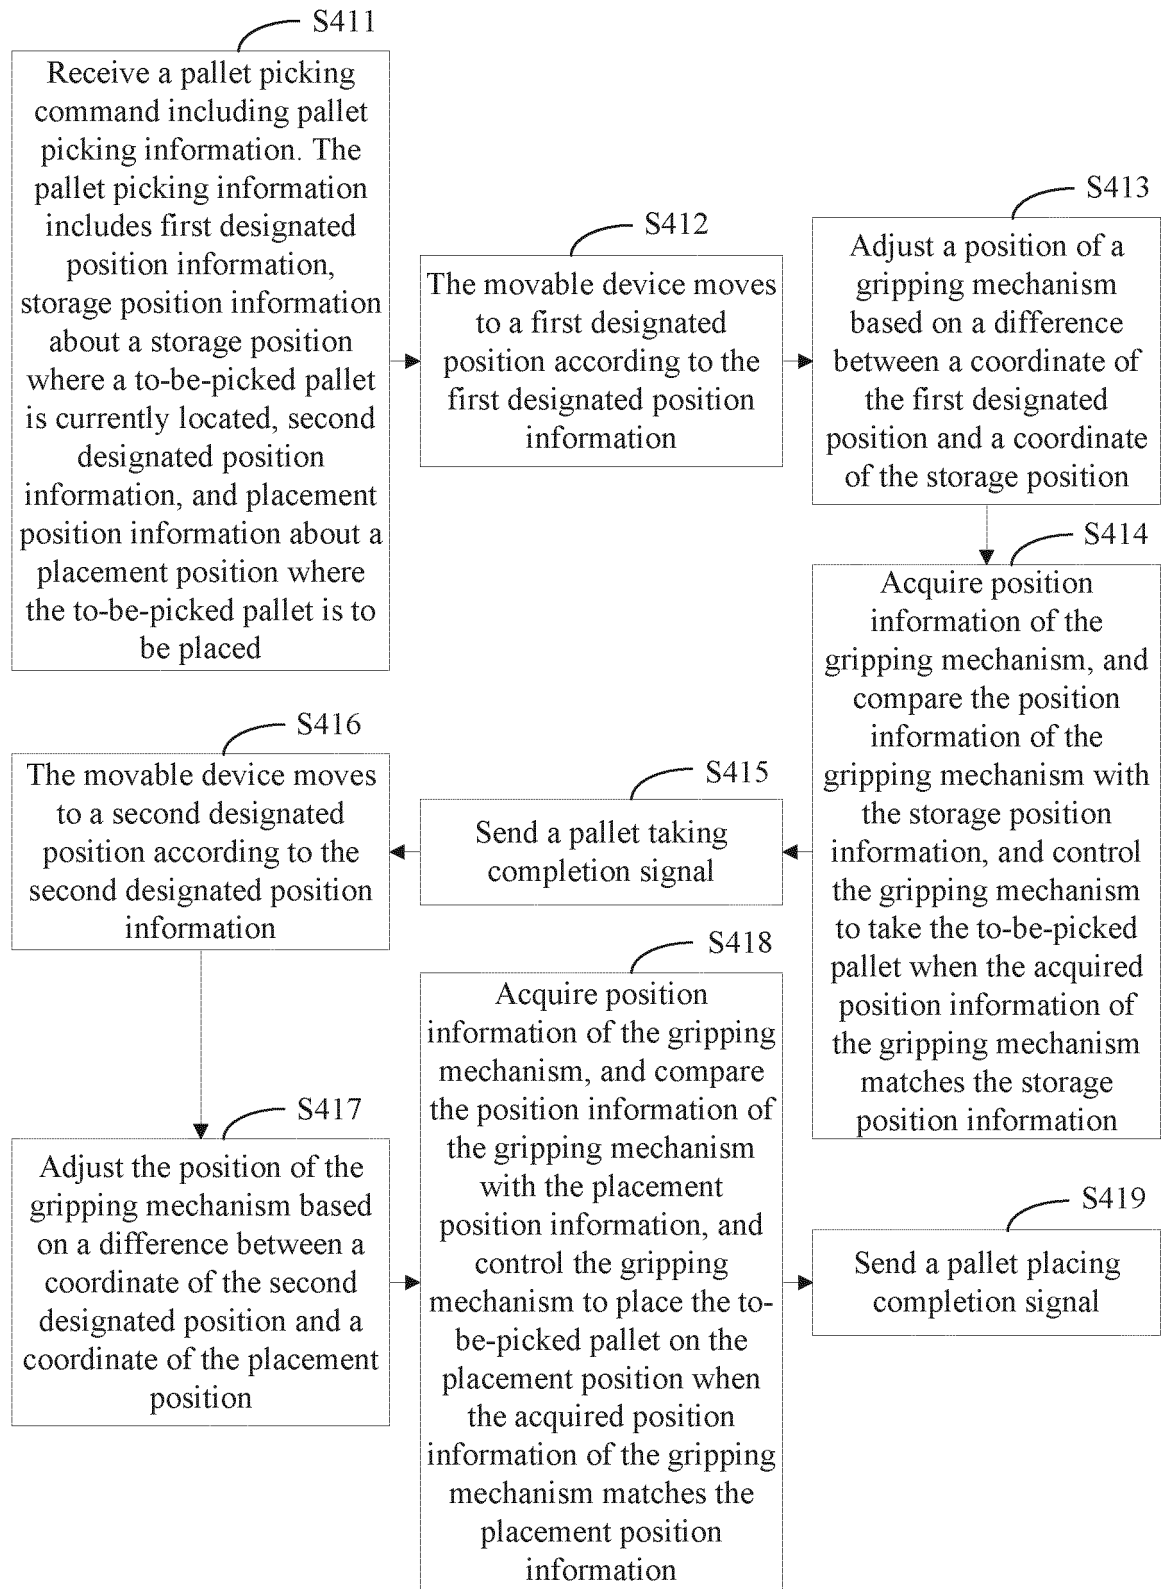 S411
Receive a pallet picking
command including pallet
picking information. The
pallet picking information
includes first designated
position information,
storage position information
about a storage position
where a to-be-picked pallet
is currently located, second
designated position
information, and placement
position information about a
placement position where
the to-be-picked pallet is to
be placed
S412
The movable device moves
to a first designated
position according to the
first designated position
information
S413
Adjust a position of a
gripping mechanism
based on a difference
between a coordinate of
the first designated
position and a coordinate
of the storage position
S414
Acquire position
information of the
gripping mechanism, and
compare the position
information of the
gripping mechanism with
the storage position
information, and control
the gripping mechanism
to take the to-be-picked
pallet when the acquired
position information of
the gripping mechanism
matches the storage
position information
S415
Send a pallet taking
completion signal
S416
The movable device moves
to a second designated
position according to the
second designated position
information
S417
Adjust the position of the
gripping mechanism based
on a difference between a
coordinate of the second
designated position and a
coordinate of the placement
position
S418
Acquire position
information of the gripping
mechanism, and compare
the position information of
the gripping mechanism
with the placement
position information, and
control the gripping
mechanism to place the to-
be-picked pallet on the
placement position when
the acquired position
information of the gripping
mechanism matches the
placement position
information
S419
Send a pallet placing
completion signal